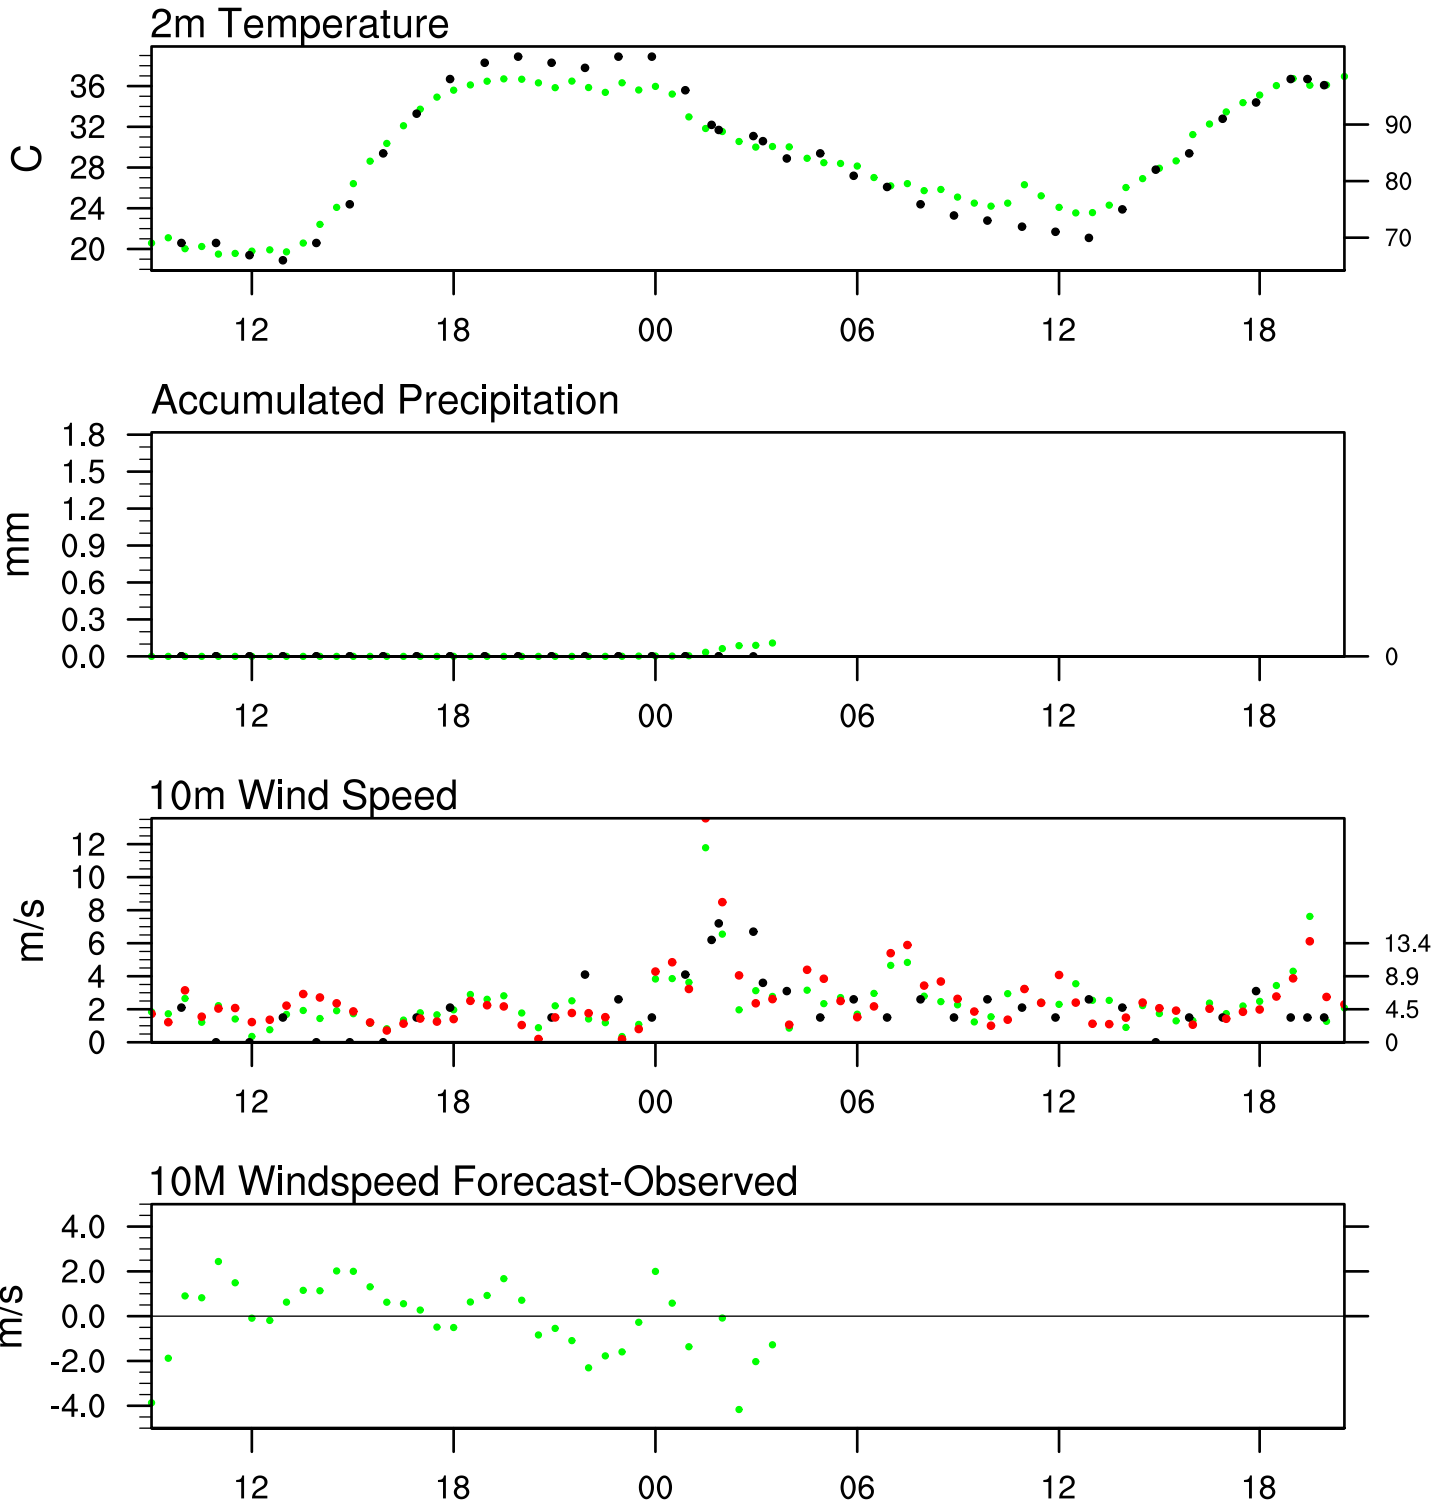 2m Temperature
C
36
32
28
24
20
90
80
70
12 18 00 06 12 18
Accumulated Precipitation
mm
1.8
1.5
1.2
0.9
0.6
0.3
0.0
0
12 18 00 06 12 18
10m Wind Speed
m/s
12
10
8
6
4
2
0
13.4
8.9
4.5
0
12 18 00 06 12 18
10M Windspeed Forecast-Observed
m/s
4.0
2.0
0.0
-2.0
-4.0
12 18 00 06 12 18